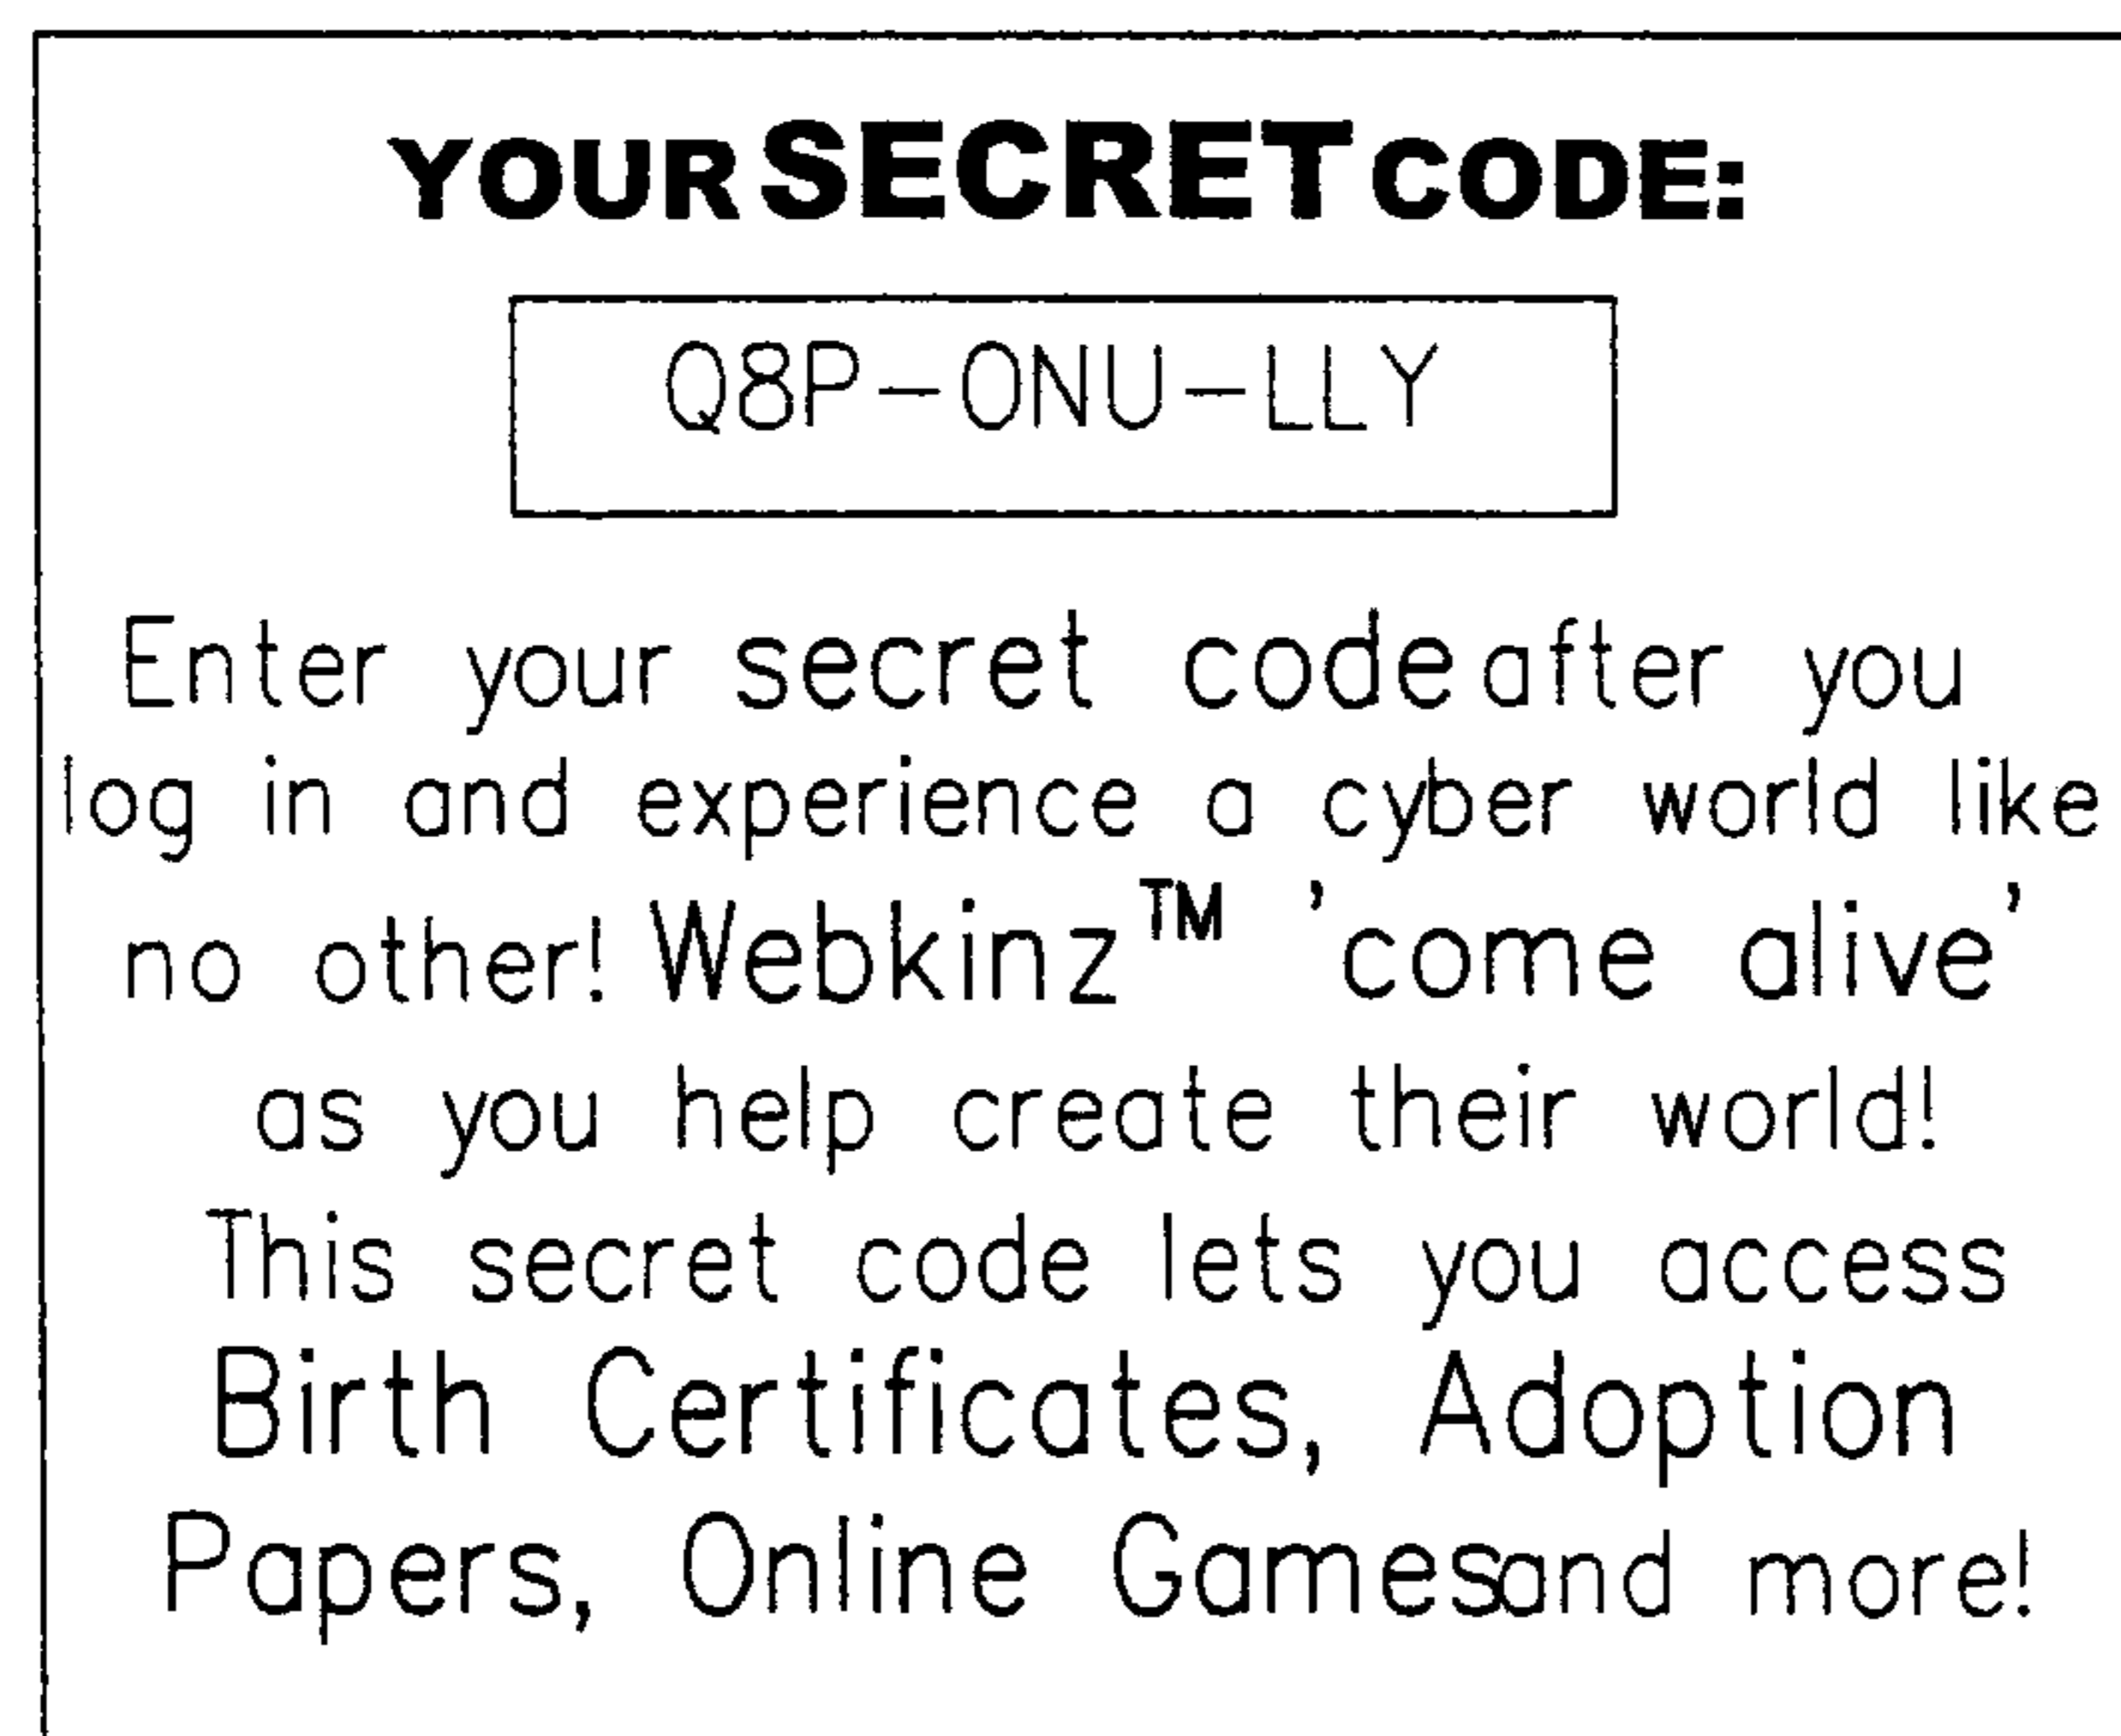 YOUR SECRET CODE:
Q8P-ONU-LLY
Enter your secret code after you
log in and experience a cyber world like
no other! Webkinz™ 'come alive'
as you help create their world!
This secret code lets you access
Birth Certificates, Adoption
Papers, Online Games and more!